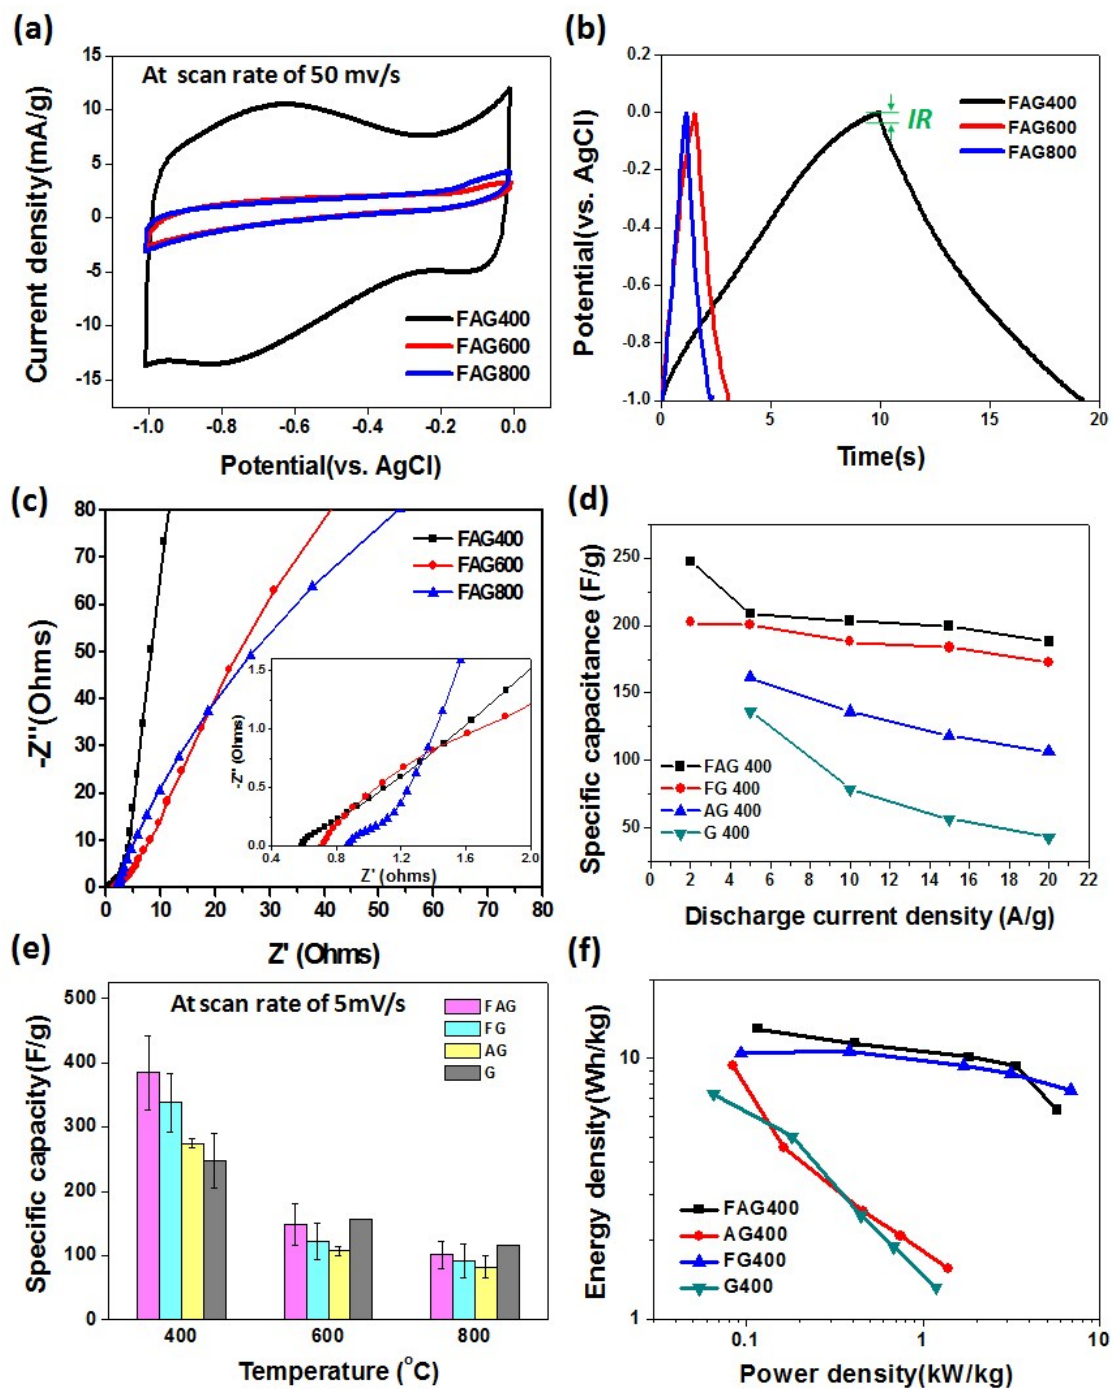 (a)
At scan rate of 50 mv/s
15
10
5
0
-5
-10
-15
Current density(mA/g)
FAG400
FAG600
FAG800
-1.0 -0.8 -0.6 -0.4 -0.2 0.0
Potential(vs. AgCl)
(b)
0.2
0.0
-0.2
-0.4
-0.6
-0.8
-1.0
Potential(vs. AgCl)
IR
FAG400
FAG600
FAG800
0 5 10 15 20
Time(s)
(c)
80
70
60
50
40
30
20
10
0
-Z''(Ohms)
FAG400
FAG600
FAG800
1.5
1.0
0.5
0.0
-Z'' (Ohms)
0.4 0.8 1.2 1.6 2.0
Z' (ohms)
0 10 20 30 40 50 60 70 80
Z' (Ohms)
(d)
250
200
150
100
50
Specific capacitance (F/g)
FAG 400
FG 400
AG 400
G 400
0 2 4 6 8 10 12 14 16 18 20 22
Discharge current density (A/g)
(e)
At scan rate of 5mV/s
500
400
300
200
100
0
Specific capacity(F/g)
FAG
FG
AG
G
400 600 800
Temperature (°C)
(f)
10
1
Energy density(Wh/kg)
FAG400
AG400
FG400
G400
0.1 1 10
Power density(kW/kg)